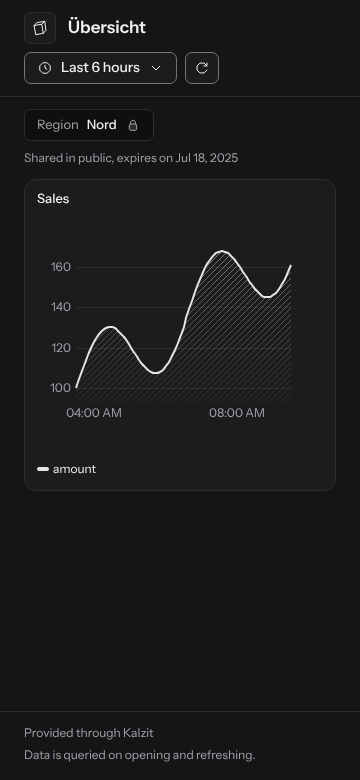 Übersicht
Last 6 hours
Region Nord
Shared in public, expires on Jul 18, 2025
Sales
160
140
120
100
04:00 AM 08:00 AM
amount
Provided through Kalzit
Data is queried on opening and refreshing.